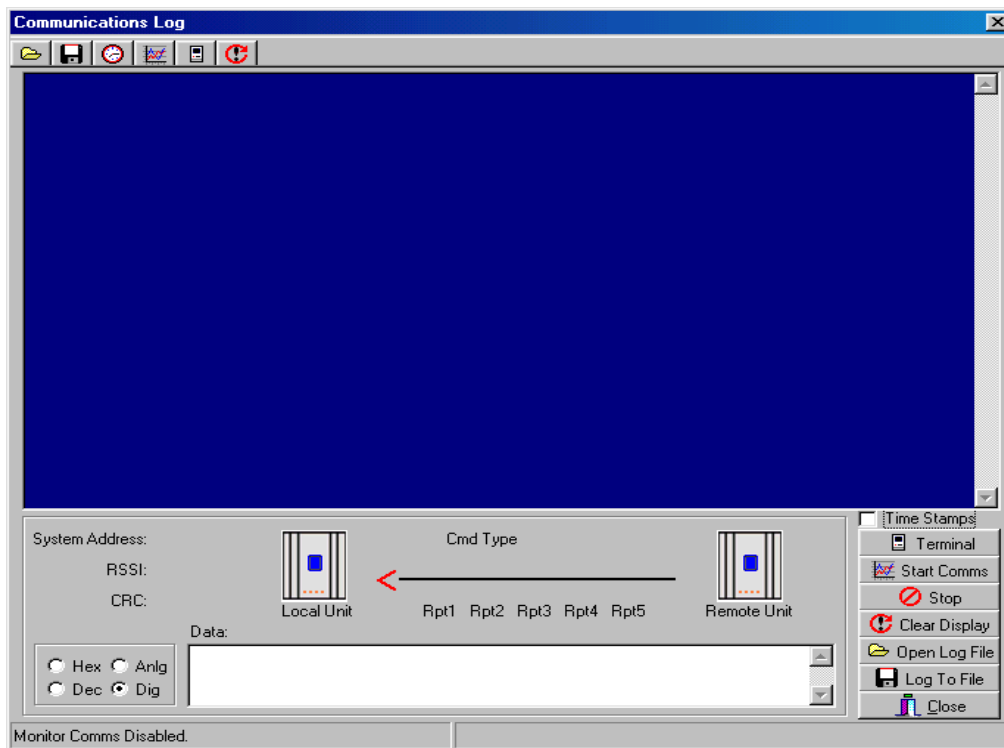 Communications Log
Time Stamps
System Address:
Cmd Type
Terminal
RSSI:
Start Comms
CRC:
Stop
Local Unit
Rpt1 Rpt2 Rpt3 Rpt4 Rpt5
Remote Unit
Clear Display
Data:
Open Log File
Hex Anlg
Log To File
Dec Dig
Close
Monitor Comms Disabled.